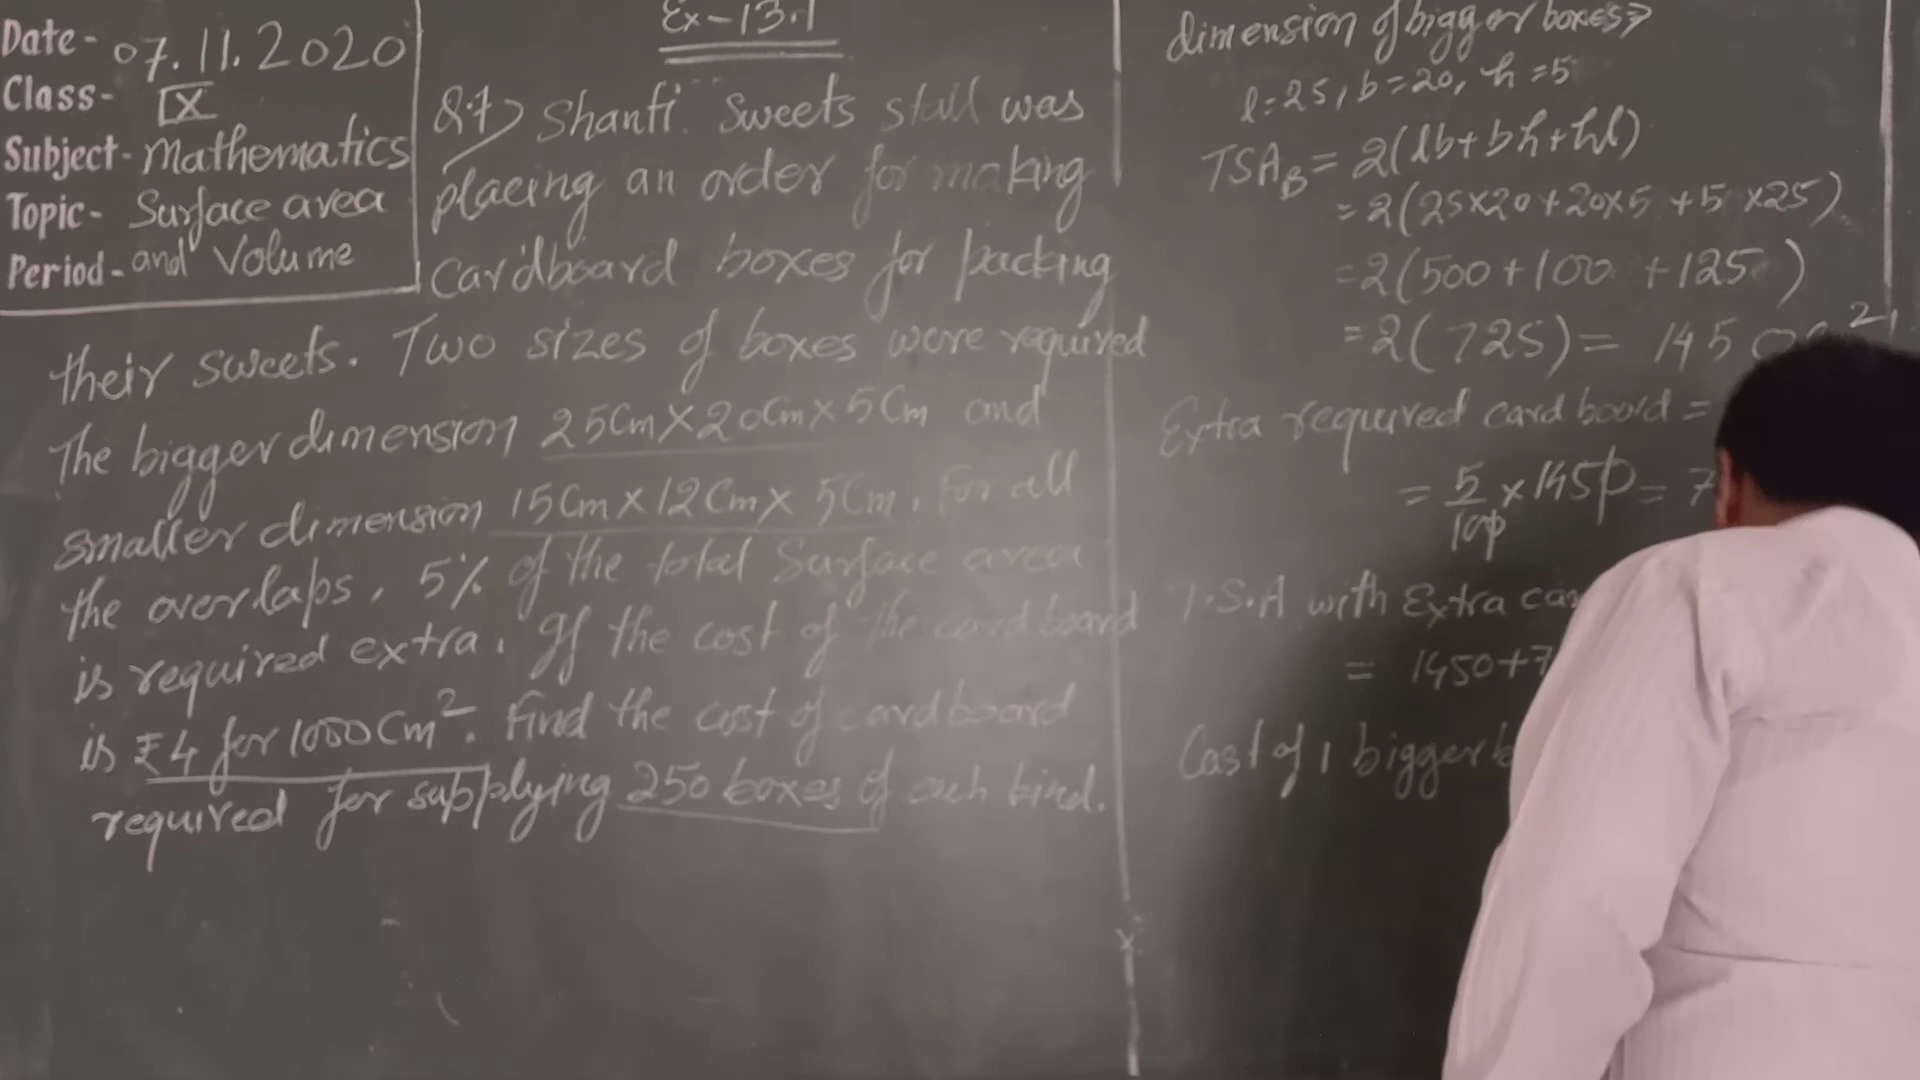 Date - 07.11.2020
Class - IX
Subject - Mathematics
Topic - Surface area
Period - and Volume
Ex-13.1
Q.7> Shanti Sweets stall was
placing an order for making
Cardboard boxes for packing
their sweets. Two sizes of boxes were required
The bigger dimension 25Cm×20Cm×5Cm and
smaller dimension 15Cm×12Cm×5Cm. For all
the overlaps, 5% of the total Surface area
is required extra. If the cost of the card board
is ₹4 for 1000Cm². Find the cost of cardboard
required for supplying 250 boxes of each kind.
dimension of bigger boxes⇒
l=25, b=20, h=5
TSA_B = 2(lb+bh+hl)
=2(25×20+20×5+5×25)
=2(500+100+125)
=2(725)= 1450
Extra required card board =
= 5/100 × 1450 = 7
T.S.A with Extra
= 1450+7
Cost of 1 bigger